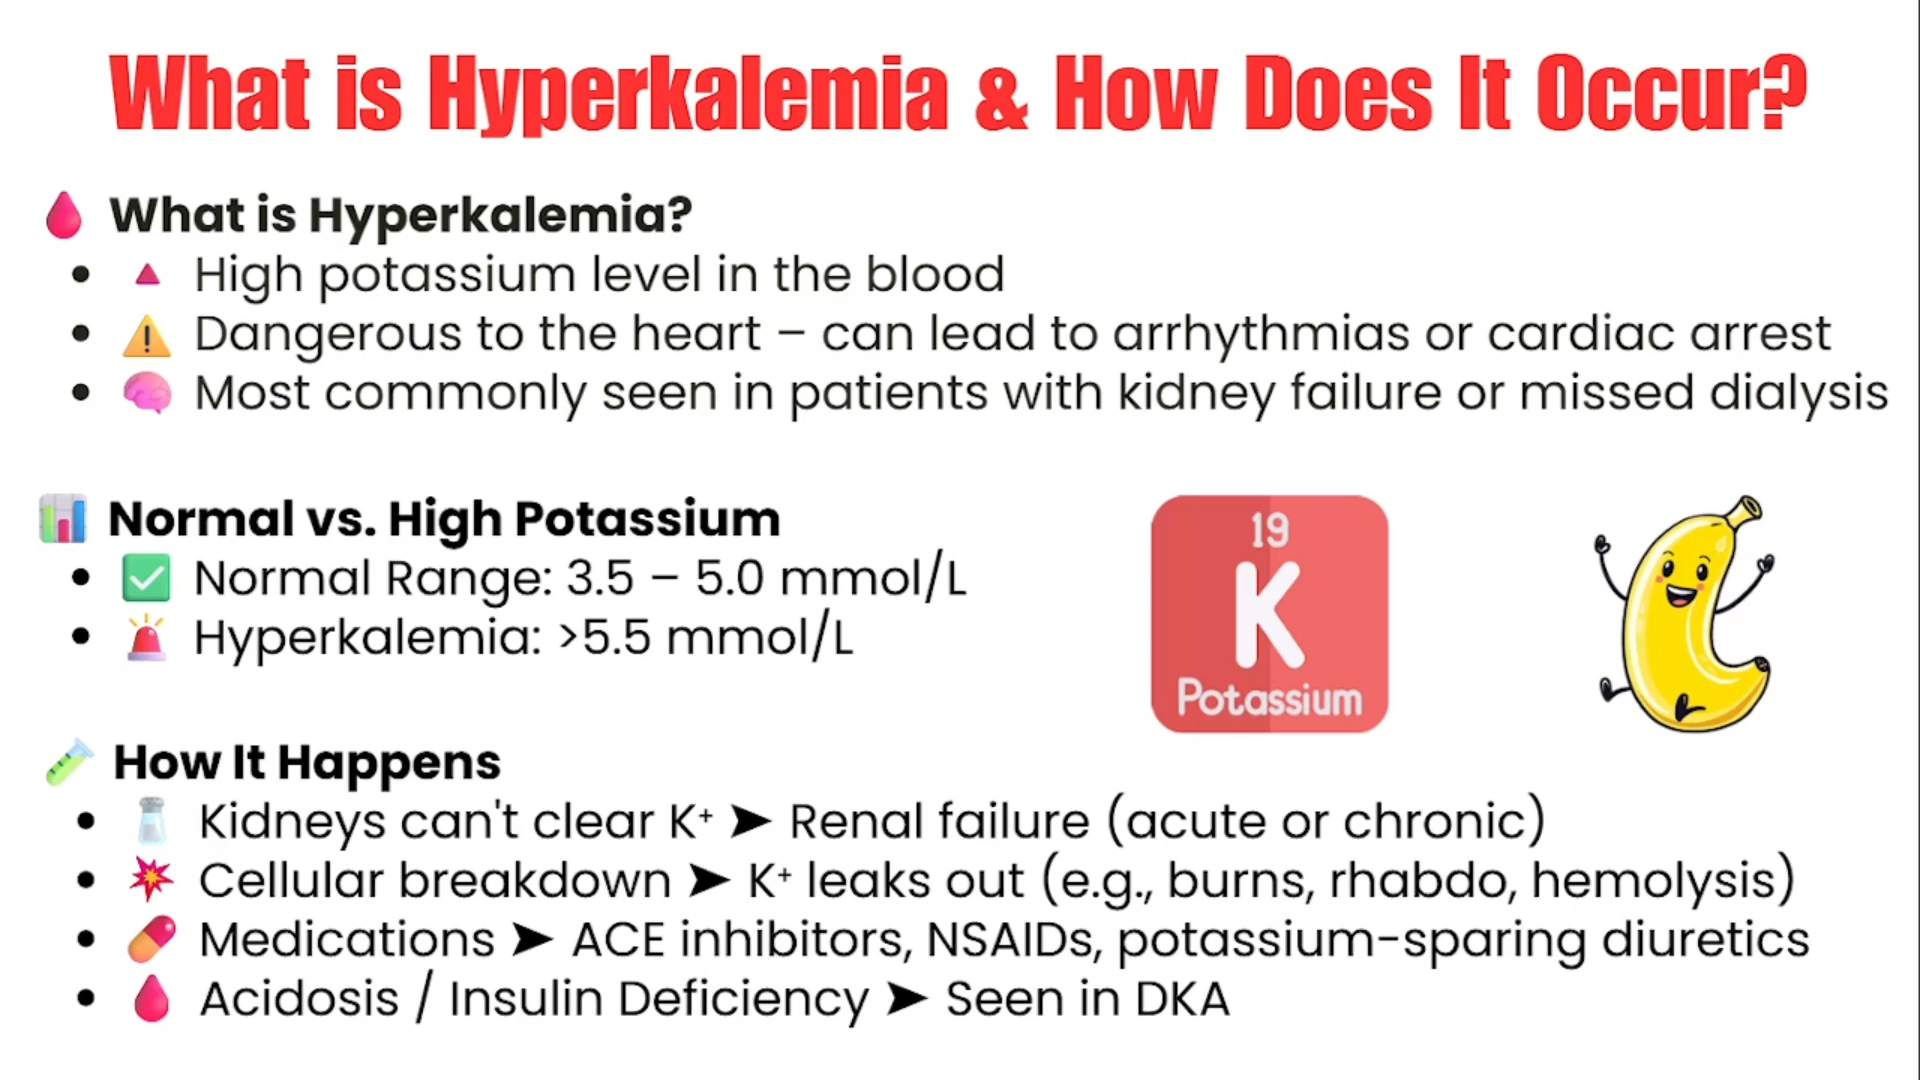 What is Hyperkalemia & How Does It Occur?
🩸 What is Hyperkalemia?
• 🔺 High potassium level in the blood
• ⚠️ Dangerous to the heart – can lead to arrhythmias or cardiac arrest
• 🧠 Most commonly seen in patients with kidney failure or missed dialysis
📊 Normal vs. High Potassium
• ✅ Normal Range: 3.5 – 5.0 mmol/L
• 🚨 Hyperkalemia: >5.5 mmol/L
19
K
Potassium
🧪 How It Happens
• 🧂 Kidneys can't clear K⁺ ➤ Renal failure (acute or chronic)
• 💥 Cellular breakdown ➤ K⁺ leaks out (e.g., burns, rhabdo, hemolysis)
• 💊 Medications ➤ ACE inhibitors, NSAIDs, potassium-sparing diuretics
• 🩸 Acidosis / Insulin Deficiency ➤ Seen in DKA